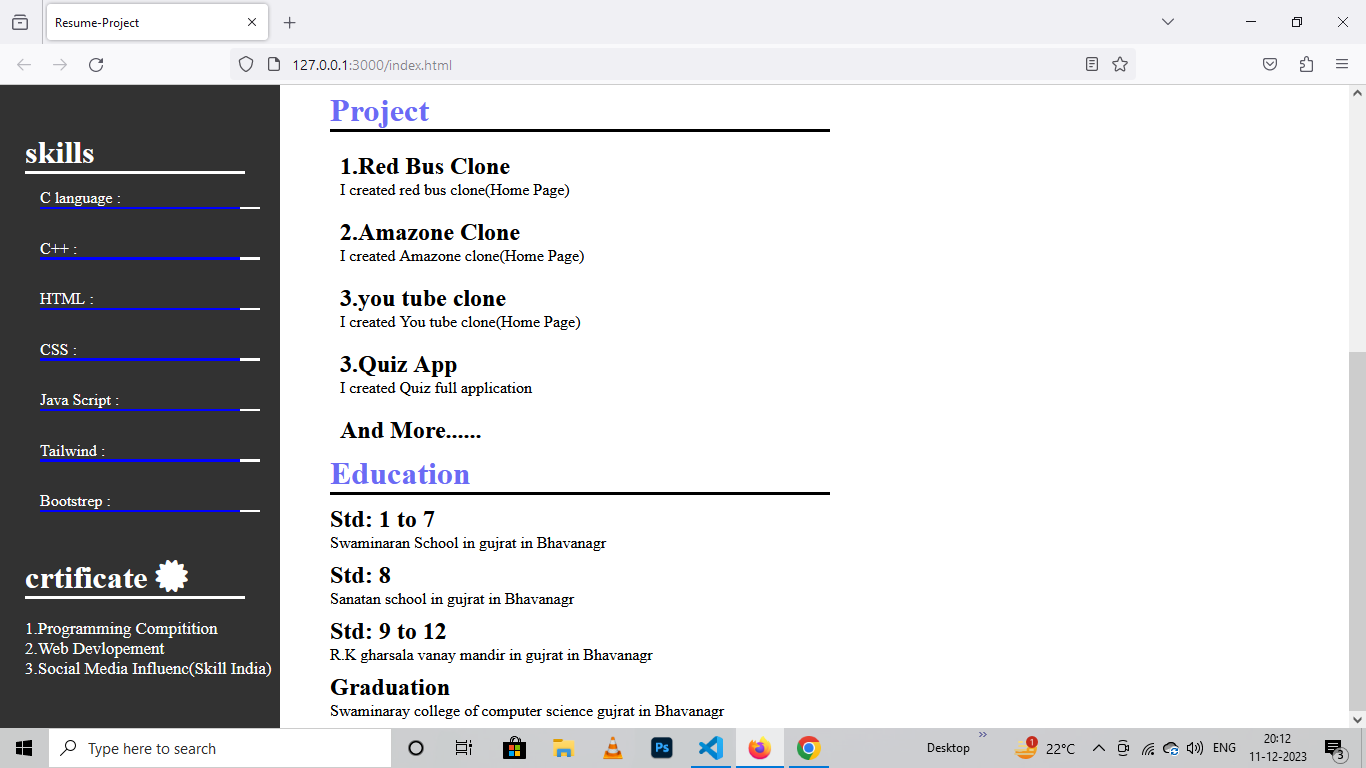 Resume-Project
127.0.0.1:3000/index.html
skills
C language :
C++ :
HTML :
CSS :
Java Script :
Tailwind :
Bootstrep :
crtificate
1.Programming Compitition
2.Web Devlopement
3.Social Media Influenc(Skill India)
Project
1.Red Bus Clone
I created red bus clone(Home Page)
2.Amazone Clone
I created Amazone clone(Home Page)
3.you tube clone
I created You tube clone(Home Page)
3.Quiz App
I created Quiz full application
And More......
Education
Std: 1 to 7
Swaminaran School in gujrat in Bhavanagr
Std: 8
Sanatan school in gujrat in Bhavanagr
Std: 9 to 12
R.K gharsala vanay mandir in gujrat in Bhavanagr
Graduation
Swaminaray college of computer science gujrat in Bhavanagr
Type here to search
Ps
Desktop
»
1
22°C
ENG
20:12
11-12-2023
3